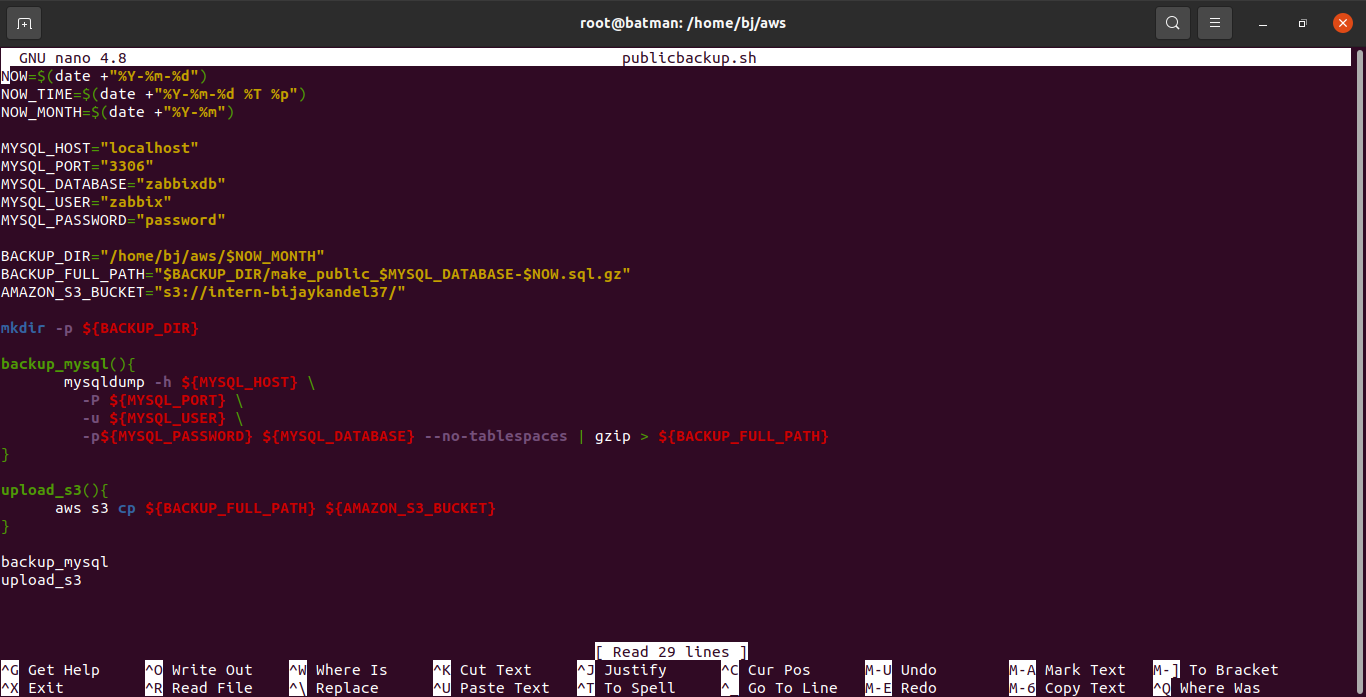 root@batman: /home/bj/aws
GNU nano 4.8 publicbackup.sh
NOW=$(date +"%Y-%m-%d")
NOW_TIME=$(date +"%Y-%m-%d %T %p")
NOW_MONTH=$(date +"%Y-%m")
MYSQL_HOST="localhost"
MYSQL_PORT="3306"
MYSQL_DATABASE="zabbixdb"
MYSQL_USER="zabbix"
MYSQL_PASSWORD="password"
BACKUP_DIR="/home/bj/aws/$NOW_MONTH"
BACKUP_FULL_PATH="$BACKUP_DIR/make_public_$MYSQL_DATABASE-$NOW.sql.gz"
AMAZON_S3_BUCKET="s3://intern-bijaykandel37/"
mkdir -p ${BACKUP_DIR}
backup_mysql(){
mysqldump -h ${MYSQL_HOST} \
-P ${MYSQL_PORT} \
-u ${MYSQL_USER} \
-p${MYSQL_PASSWORD} ${MYSQL_DATABASE} --no-tablespaces | gzip > ${BACKUP_FULL_PATH}
}
upload_s3(){
aws s3 cp ${BACKUP_FULL_PATH} ${AMAZON_S3_BUCKET}
}
backup_mysql
upload_s3
[ Read 29 lines ]
^G Get Help ^O Write Out ^W Where Is ^K Cut Text ^J Justify ^C Cur Pos M-U Undo M-A Mark Text M-] To Bracket
^X Exit ^R Read File ^\ Replace ^U Paste Text ^T To Spell ^_ Go To Line M-E Redo M-6 Copy Text ^Q Where Was